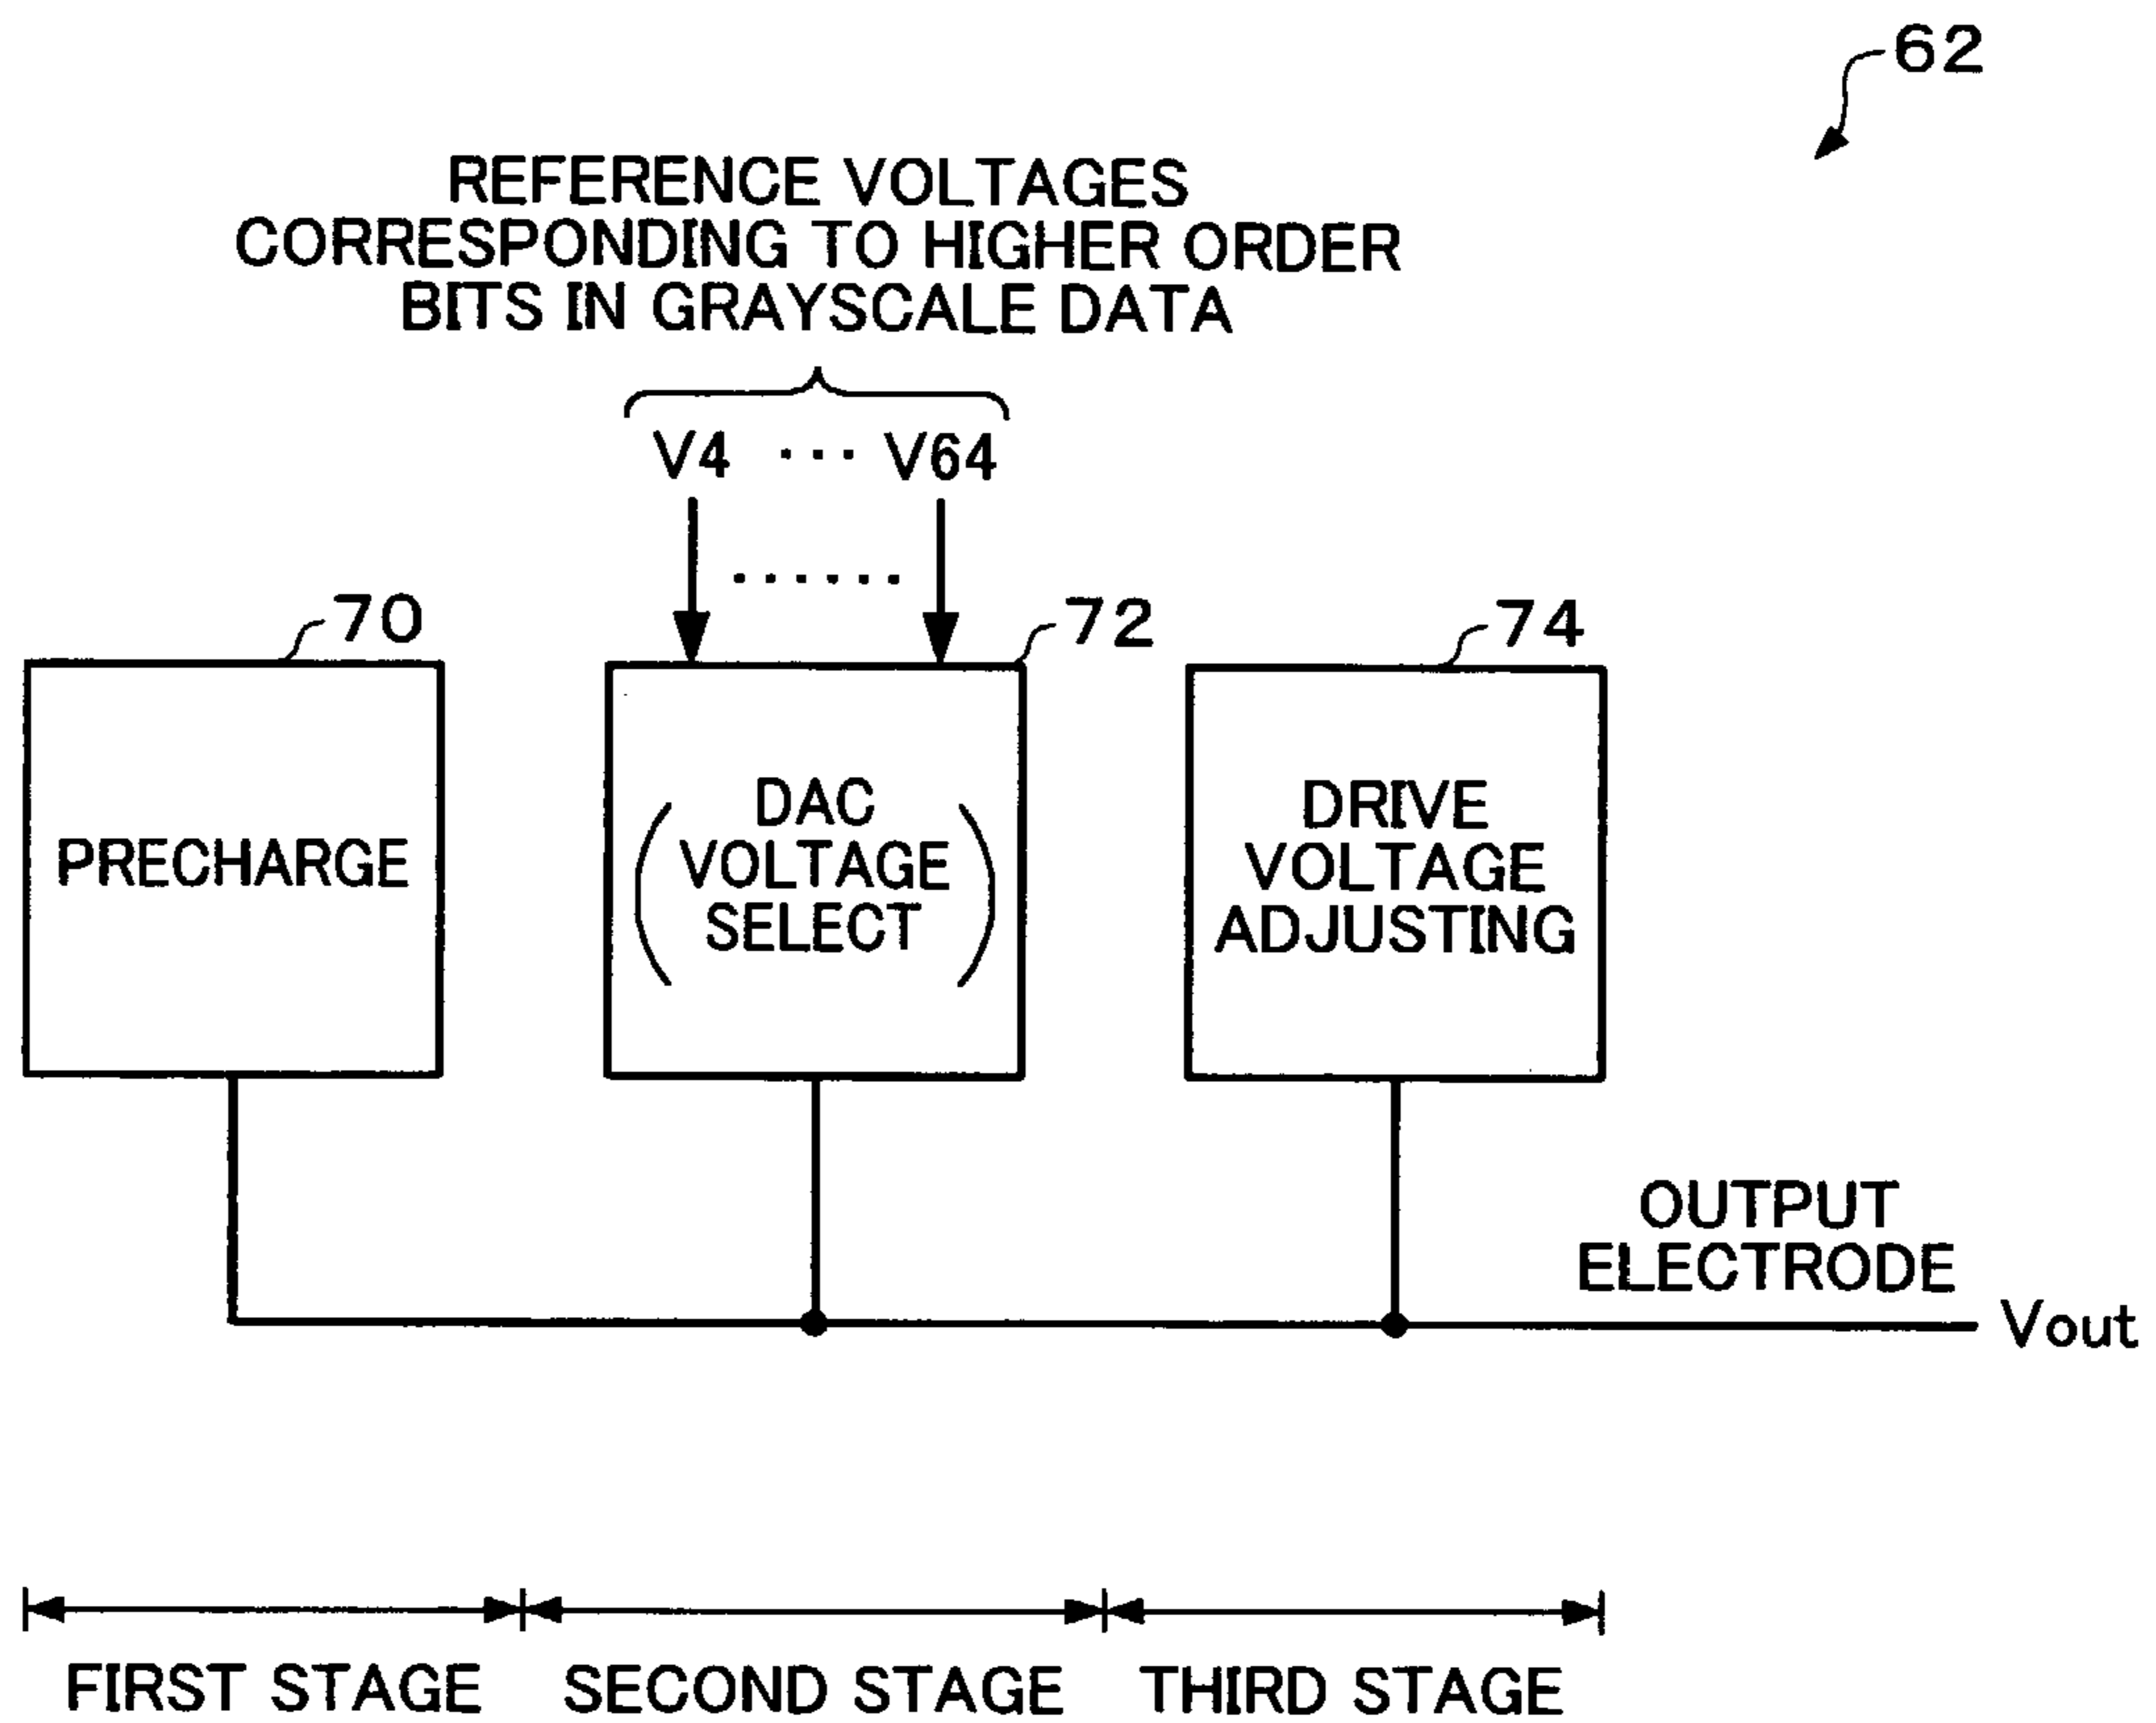 62
REFERENCE VOLTAGES
CORRESPONDING TO HIGHER ORDER
BITS IN GRAYSCALE DATA
V4 ··· V64
······
70
72
74
PRECHARGE
DAC
( VOLTAGE )
SELECT
DRIVE
VOLTAGE
ADJUSTING
OUTPUT
ELECTRODE
Vout
FIRST STAGE
SECOND STAGE
THIRD STAGE